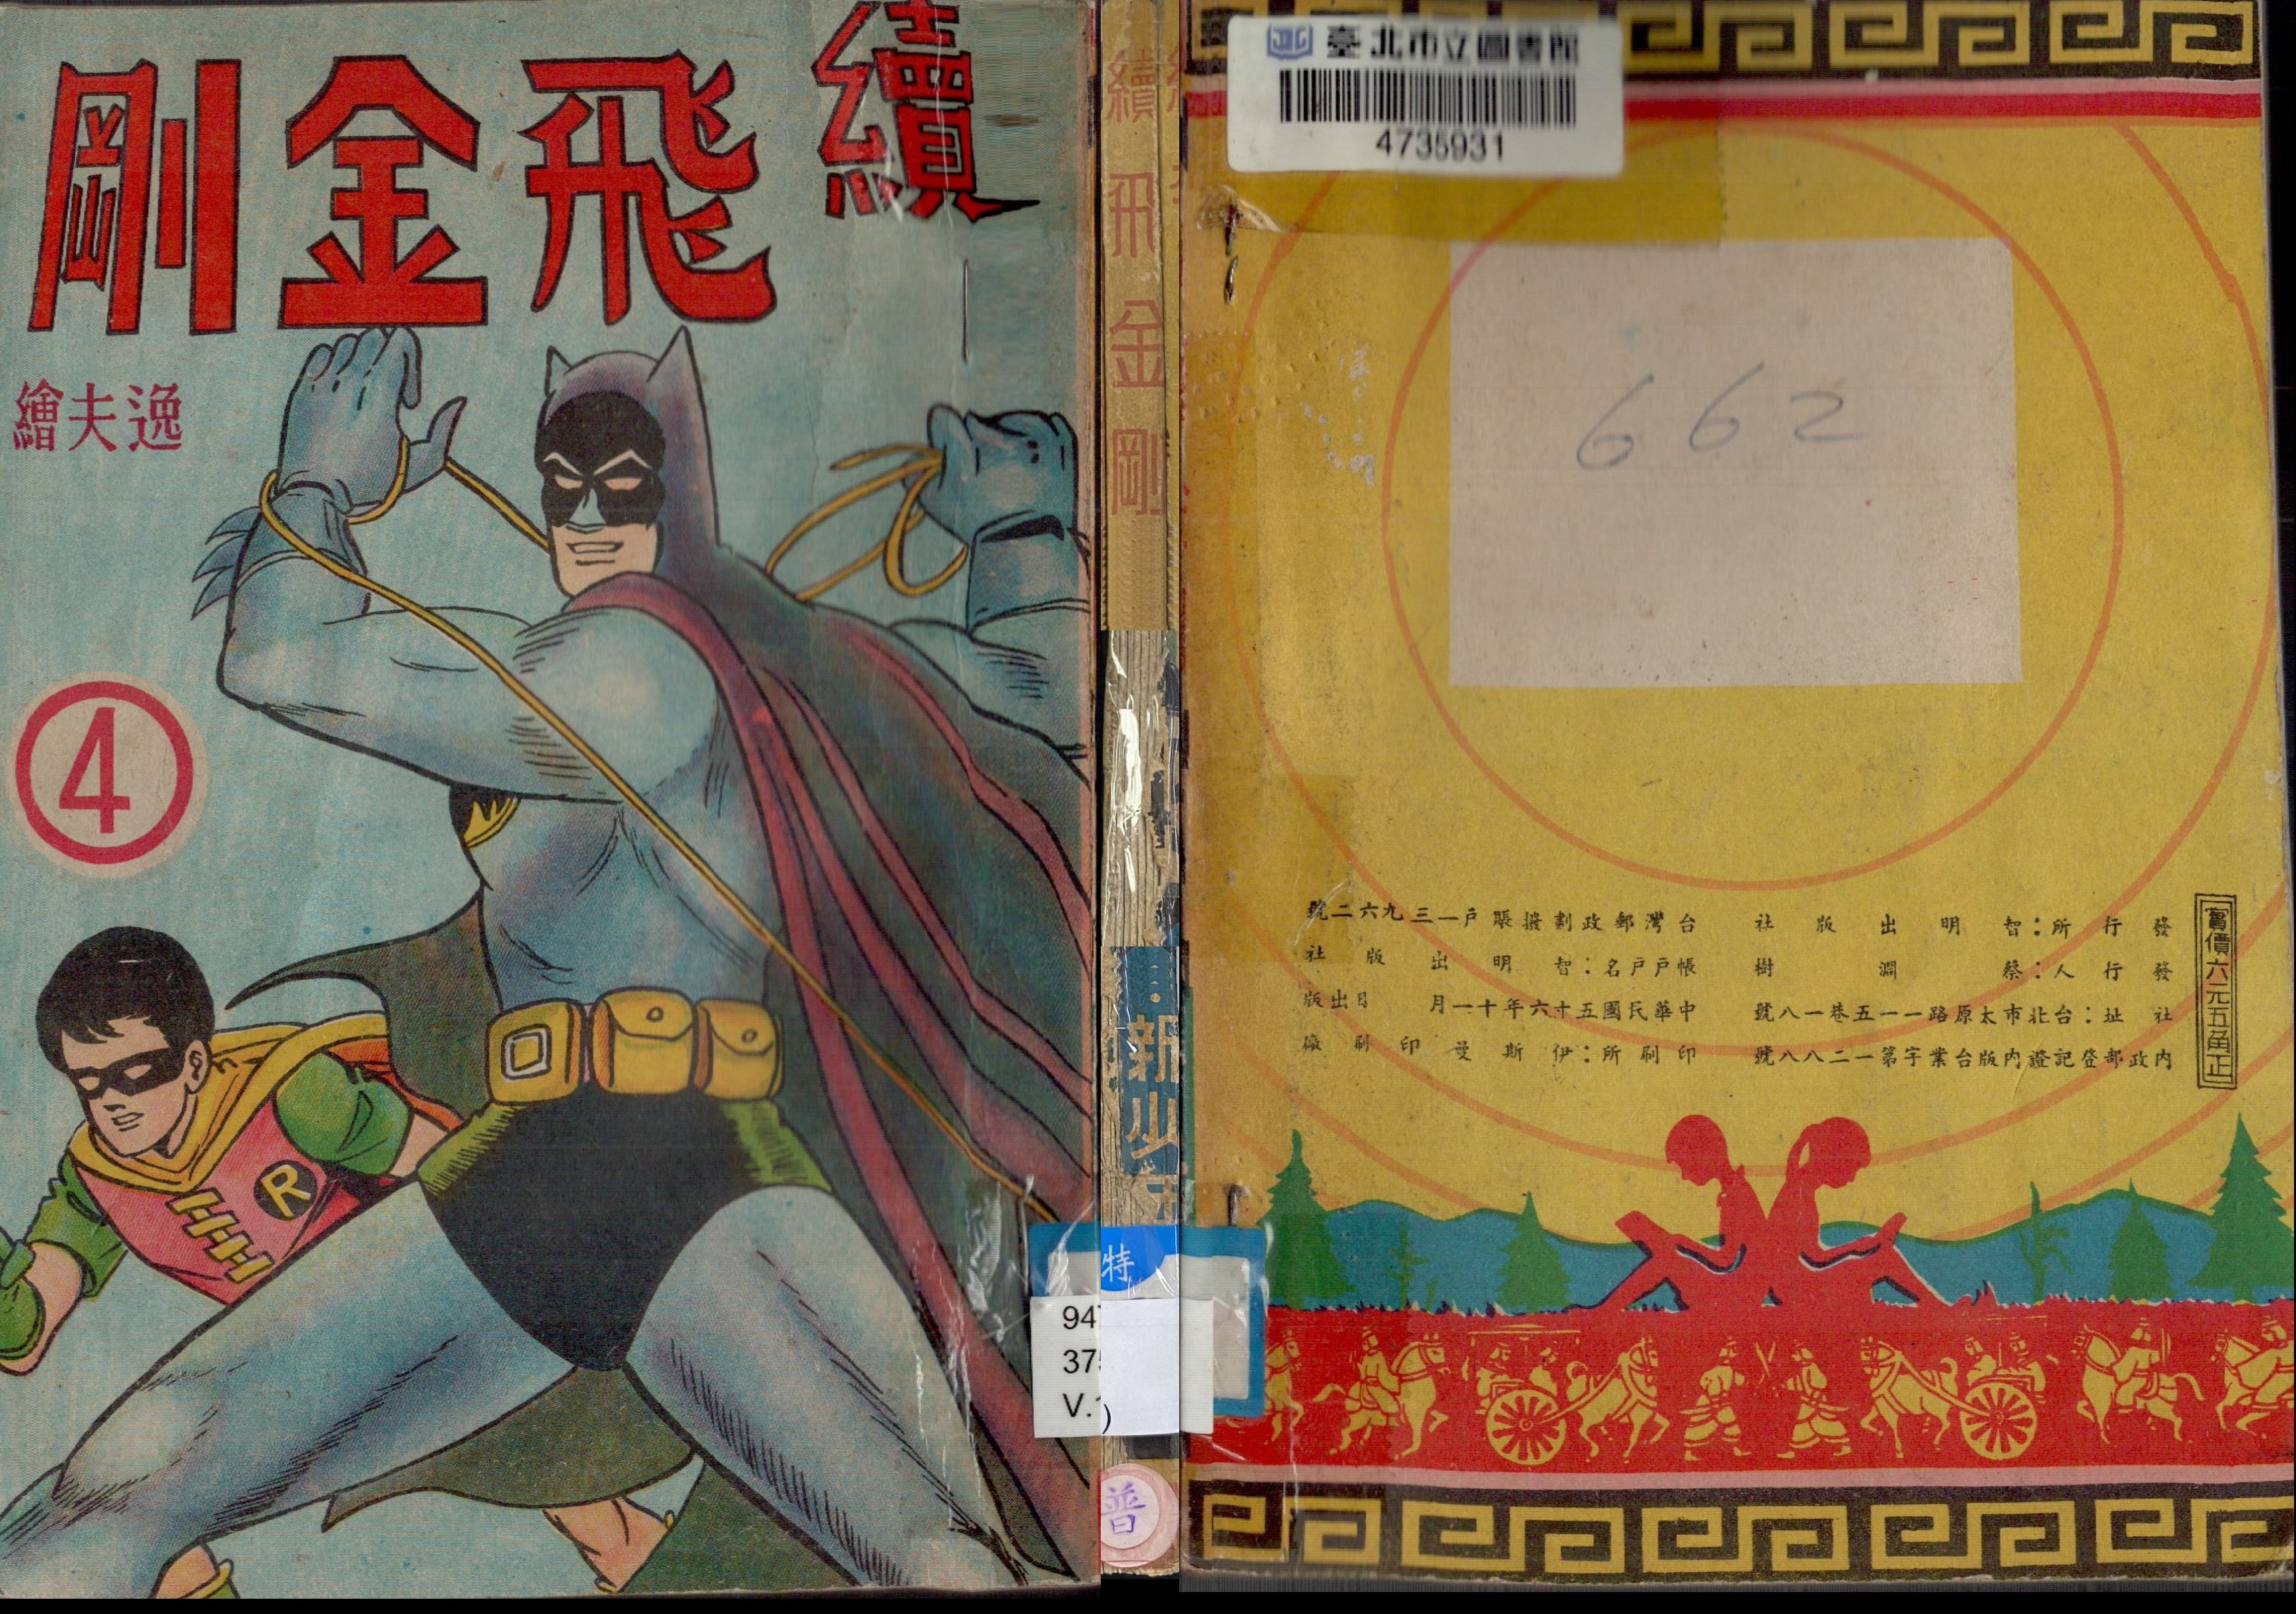 續飛金剛
逸夫繪
4
R
續飛金剛
新少
特
94
37
V.
普
臺北市立圖書館
4735931
662
實價六元五角正
發行所：智明出版社
發行人：蔡淵樹
社址：台北市太原路一一五巷一八號
內政部登記證內版台業字第一二八八號
台灣郵政劃撥賬戶一三九六二號
帳戶戶名：智明出版社
中華民國五十六年十一月 日出版
印刷所：伊斯曼印刷廠